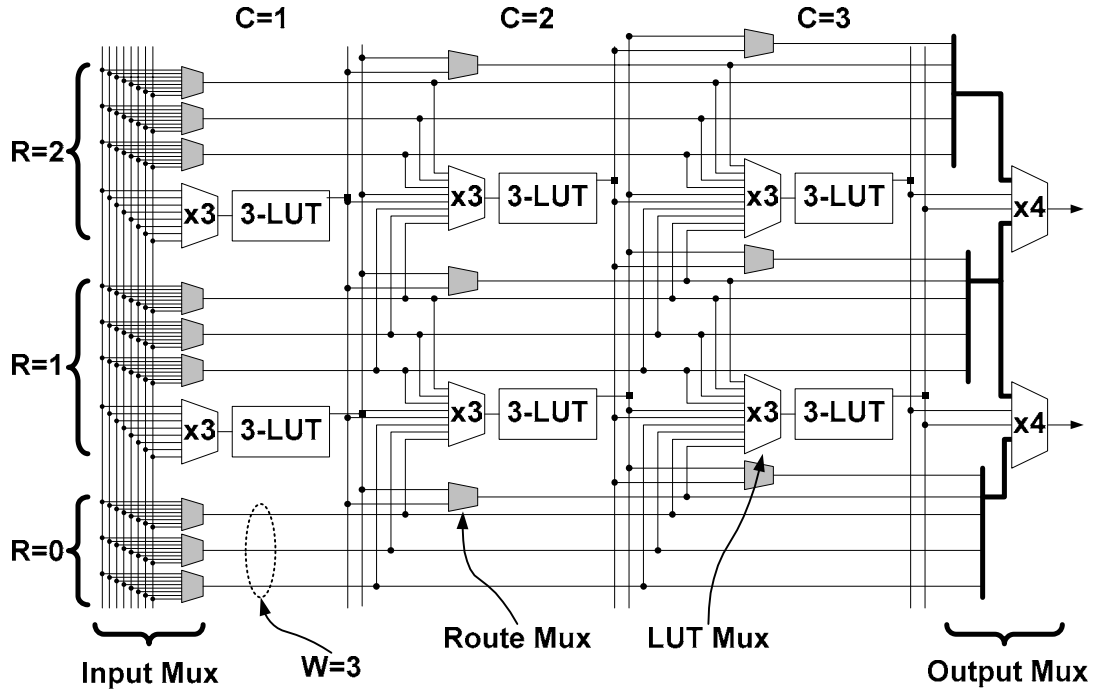 C=1 C=2 C=3
R=2
x3 3-LUT x3 3-LUT x3 3-LUT x4
R=1
x3 3-LUT x3 3-LUT x3 3-LUT x4
R=0
Input Mux W=3 Route Mux LUT Mux Output Mux